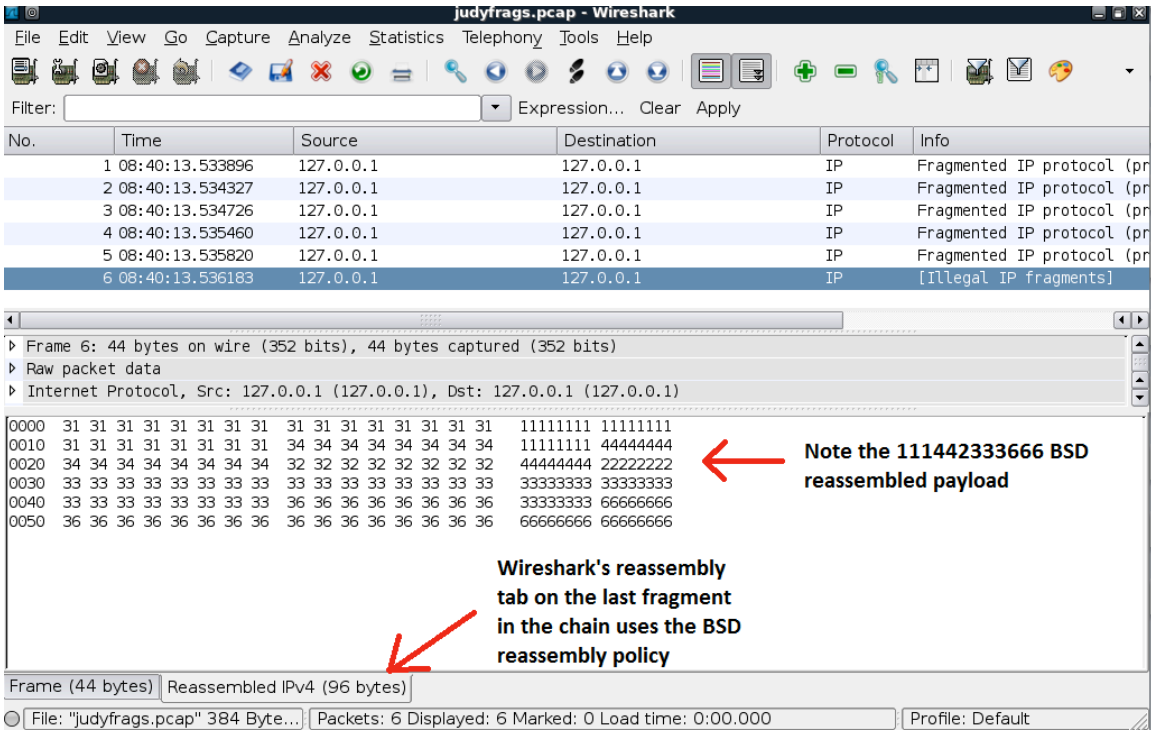 judyfrags.pcap - Wireshark
File Edit View Go Capture Analyze Statistics Telephony Tools Help
Filter: Expression... Clear Apply
No. Time Source Destination Protocol Info
1 08:40:13.533896 127.0.0.1 127.0.0.1 IP Fragmented IP protocol (pr
2 08:40:13.534327 127.0.0.1 127.0.0.1 IP Fragmented IP protocol (pr
3 08:40:13.534726 127.0.0.1 127.0.0.1 IP Fragmented IP protocol (pr
4 08:40:13.535460 127.0.0.1 127.0.0.1 IP Fragmented IP protocol (pr
5 08:40:13.535820 127.0.0.1 127.0.0.1 IP Fragmented IP protocol (pr
6 08:40:13.536183 127.0.0.1 127.0.0.1 IP [Illegal IP fragments]
Frame 6: 44 bytes on wire (352 bits), 44 bytes captured (352 bits)
Raw packet data
Internet Protocol, Src: 127.0.0.1 (127.0.0.1), Dst: 127.0.0.1 (127.0.0.1)
0000 31 31 31 31 31 31 31 31 31 31 31 31 31 31 31 31 11111111 11111111
0010 31 31 31 31 31 31 31 31 34 34 34 34 34 34 34 34 11111111 44444444
0020 34 34 34 34 34 34 34 34 32 32 32 32 32 32 32 32 44444444 22222222
0030 33 33 33 33 33 33 33 33 33 33 33 33 33 33 33 33 33333333 33333333
0040 33 33 33 33 33 33 33 33 36 36 36 36 36 36 36 36 33333333 66666666
0050 36 36 36 36 36 36 36 36 36 36 36 36 36 36 36 36 66666666 66666666
Note the 111442333666 BSD
reassembled payload
Wireshark's reassembly
tab on the last fragment
in the chain uses the BSD
reassembly policy
Frame (44 bytes) Reassembled IPv4 (96 bytes)
File: "judyfrags.pcap" 384 Byte... Packets: 6 Displayed: 6 Marked: 0 Load time: 0:00.000 Profile: Default